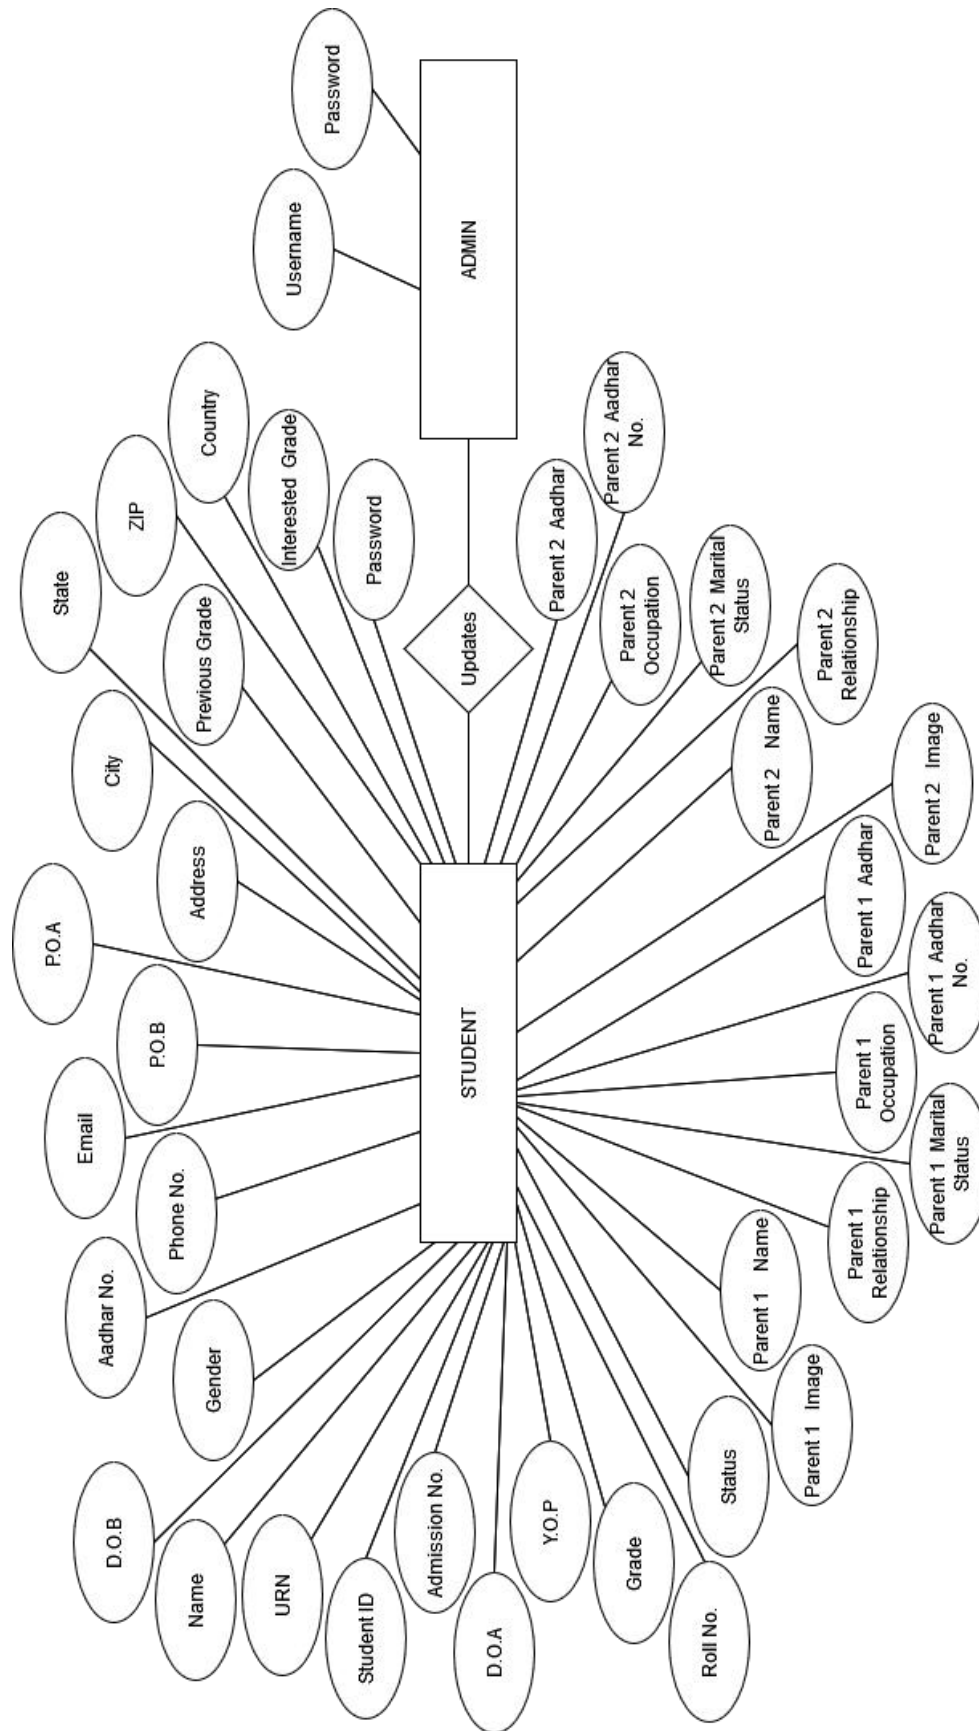 D.O.B
Aadhar No.
Email
P.O.A
City
State
ZIP
Country
Name
Gender
Phone No.
P.O.B
Address
Previous Grade
Interested  Grade
Username
Password
URN
Student ID
Password
Admission No.
STUDENT
Updates
ADMIN
D.O.A
Y.O.P
Parent 2  Aadhar
Parent 2  Aadhar
No.
Grade
Parent 2
Occupation
Roll No.
Status
Parent 2  Marital
Status
Parent 1   Name
Parent 2   Name
Parent 2
Relationship
Parent 1   Image
Parent 1
Relationship
Parent 1
Occupation
Parent 1  Aadhar
Parent 2   Image
Parent 1  Marital
Status
Parent 1  Aadhar
No.